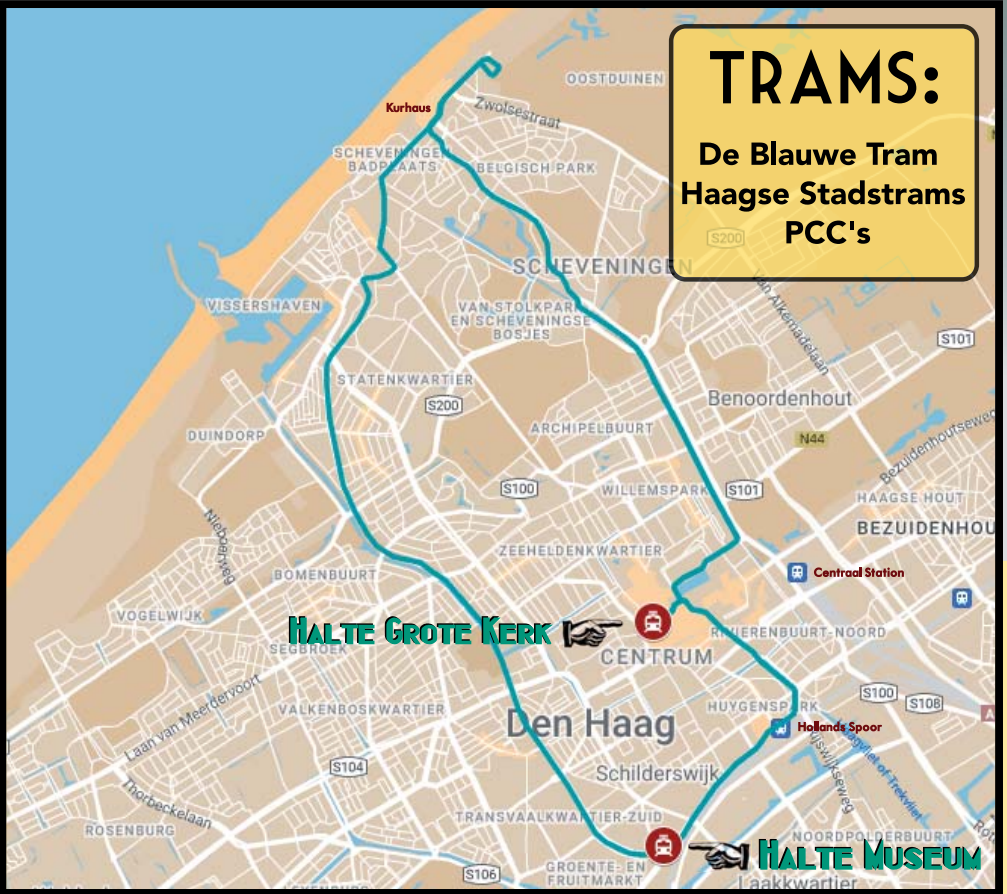 TRAMS:
De Blauwe Tram
Haagse Stadstrams
PCC's
OOSTDUINEN
Kurhaus
Zwolsestraat
SCHEVENINGEN
BADPLAATS
BELGISCH PARK
S200
SCHEVENINGEN
Van Alkemadelaan
VISSERSHAVEN
VAN STOLKPARK
EN SCHEVENINGSE
BOSJES
S101
STATENKWARTIER
S200
Benoordenhout
DUINDORP
ARCHIPELBUURT
N44
Bezuidenhoutseweg
S100
WILLEMSPARK
S101
HAAGSE HOUT
BEZUIDENHOU
Nieboerweg
ZEEHELDENKWARTIER
BOMENBUURT
Centraal Station
VOGELWIJK
HALTE GROTE KERK
RIVIERENBUURT-NOORD
SEGBROEK
CENTRUM
Laan van Meerdervoort
VALKENBOSKWARTIER
S100
S108
HUYGENSPARK
A
Den Haag
Hollands Spoor
S104
Schilderswijk
Thorbeckelaan
TRANSVAALKWARTIER-ZUID
ROSENBURG
NOORDPOLDERBUURT
HALTE MUSEUM
S106
GROENTE- EN
FRUITMARKT
Laakkwartier